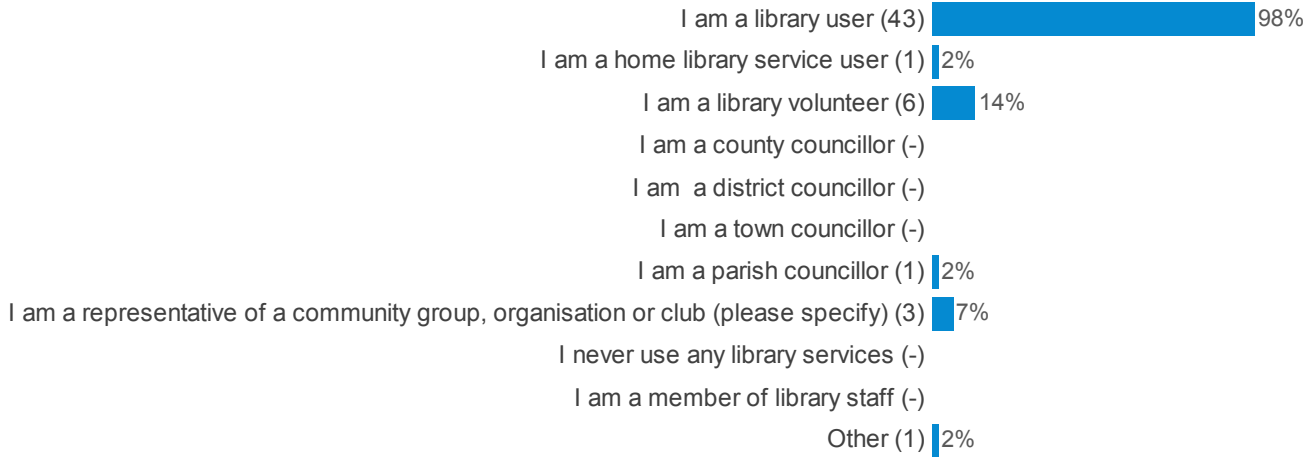 I am a library user (43) 98%
I am a home library service user (1) 2%
I am a library volunteer (6) 14%
I am a county councillor (-)
I am  a district councillor (-)
I am a town councillor (-)
I am a parish councillor (1) 2%
I am a representative of a community group, organisation or club (please specify) (3) 7%
I never use any library services (-)
I am a member of library staff (-)
Other (1) 2%